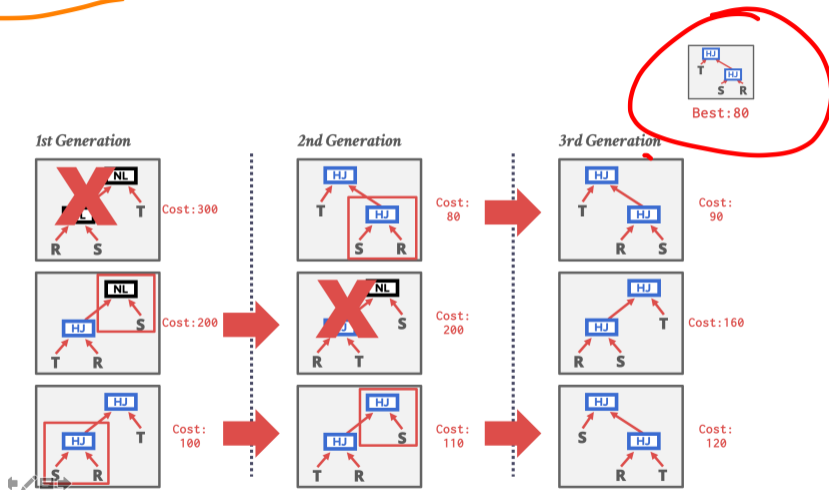 HJ
T
HJ
S R
Best:80
1st Generation
2nd Generation
3rd Generation
NL
T
R S
Cost:300
HJ
T
HJ
S R
Cost:
80
HJ
T
HJ
R S
Cost:
90
NL
HJ
S
T R
Cost:200
NL
HJ
S
R T
Cost:
200
HJ
HJ
T
R S
Cost:160
HJ
HJ
T
S R
Cost:
100
HJ
HJ
S
T R
Cost:
110
HJ
S
HJ
R T
Cost:
120